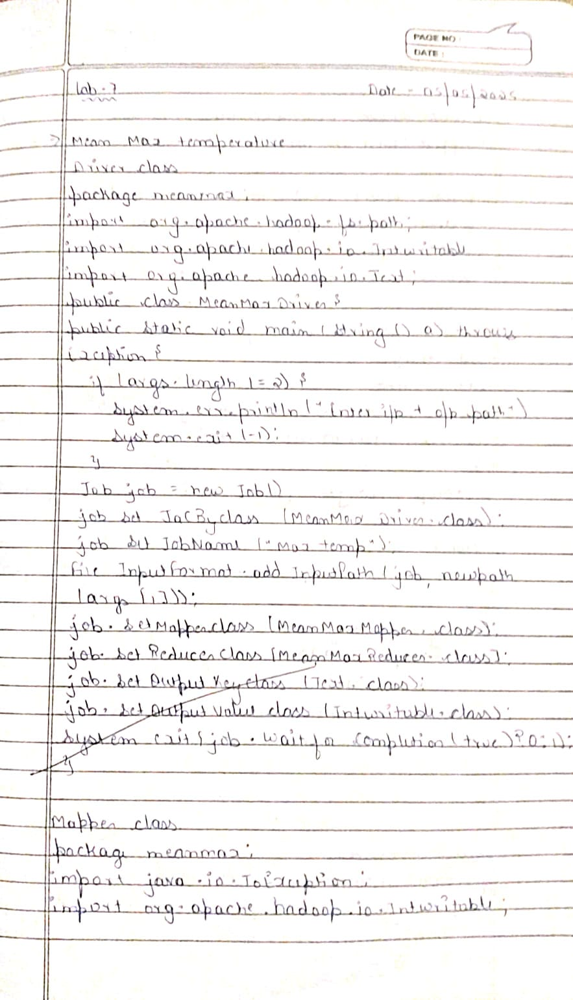 PAGE NO :
DATE :
Lab-7
Date - 05/05/2025
=> Mean Max temperature
Driver class
package meanmax;
import org.apache.hadoop.fs.path;
import org.apache.hadoop.io.Intwritable
import org.apache.hadoop.io.Text;
public class MeanMaxDriver {
public static void main (String () a) throws
Exception {
if (args.length != 2) {
System.err.println ("Enter i/p + o/p path")
System.exit (-1);
}
Job job = new Job()
job set JarByclass (MeanMax Driver.class);
job set JobName ("Max temp");
File Inputformat.add InputPath (job, newpath
(args [1]));
job.setMapperclass (MeanMaxMapper.class);
job.set ReducerClass (MeanMaxReducer.class);
job.set Output Keyclass (Text.class);
job.set Output value class (Intwritable.class);
System exit (job.wait for completion (true)?0:1);
}
Mapper class
package meanmax;
import java.io.IoException;
import org.apache.hadoop.io.Intwritable;